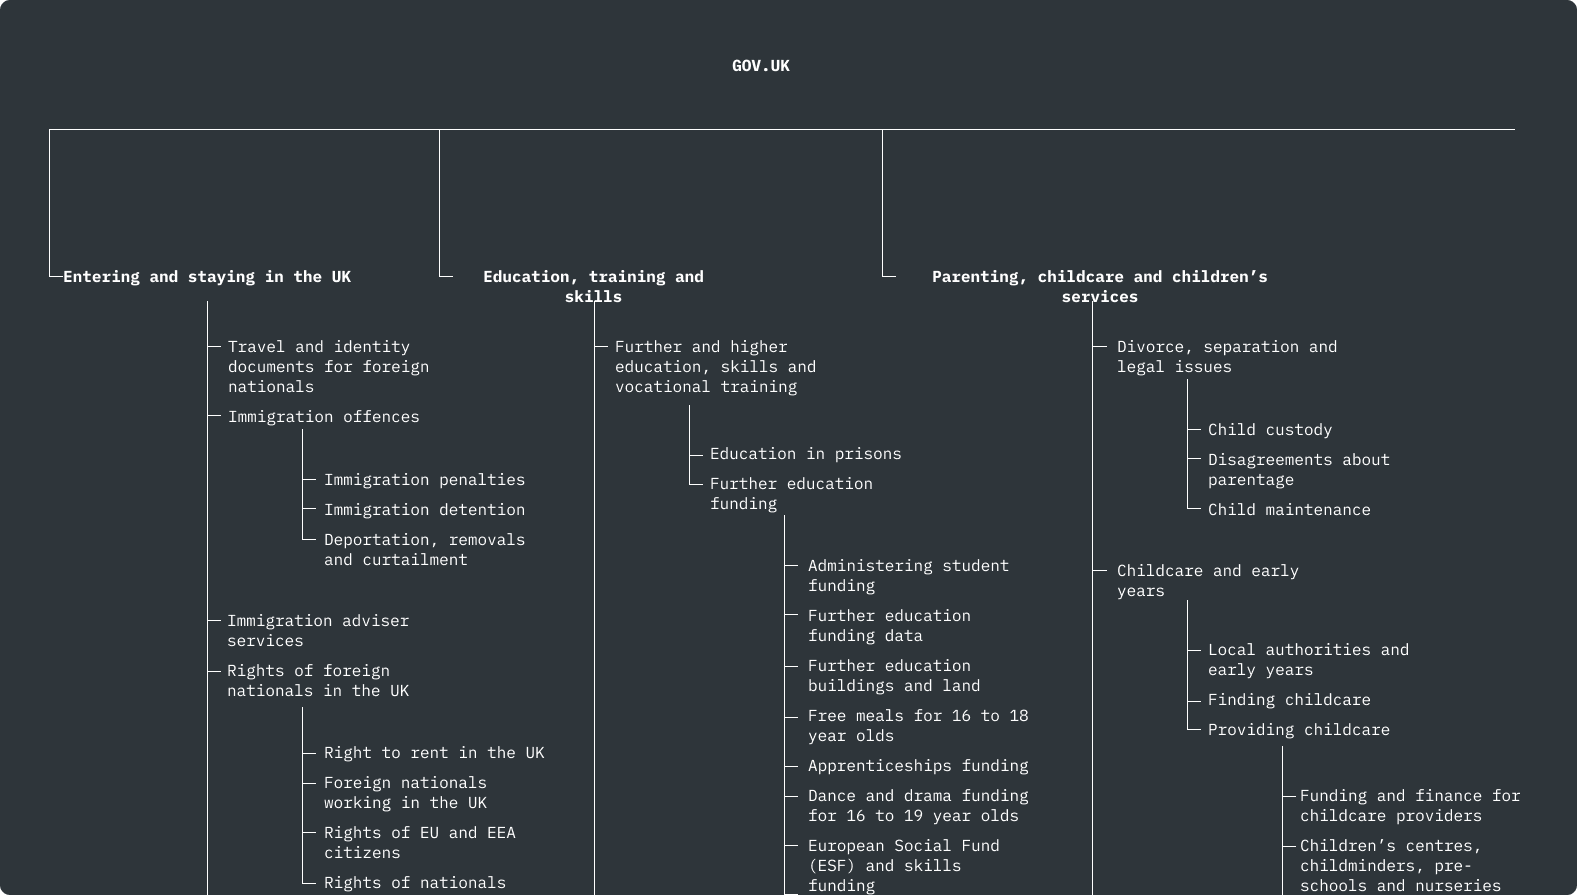 GOV.UK
Entering and staying in the UK
Travel and identity
documents for foreign
nationals
Immigration offences
Immigration penalties
Immigration detention
Deportation, removals
and curtailment
Immigration adviser
services
Rights of foreign
nationals in the UK
Right to rent in the UK
Foreign nationals
working in the UK
Rights of EU and EEA
citizens
Rights of nationals
Education, training and
skills
Further and higher
education, skills and
vocational training
Education in prisons
Further education
funding
Administering student
funding
Further education
funding data
Further education
buildings and land
Free meals for 16 to 18
year olds
Apprenticeships funding
Dance and drama funding
for 16 to 19 year olds
European Social Fund
(ESF) and skills
funding
Parenting, childcare and children’s
services
Divorce, separation and
legal issues
Child custody
Disagreements about
parentage
Child maintenance
Childcare and early
years
Local authorities and
early years
Finding childcare
Providing childcare
Funding and finance for
childcare providers
Children’s centres,
childminders, pre-
schools and nurseries